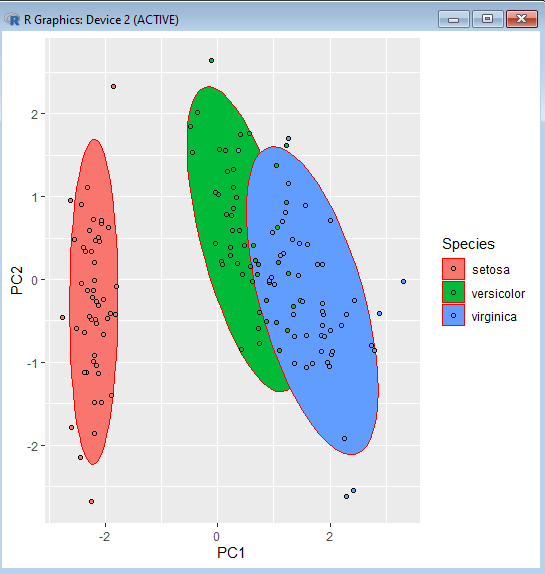 R Graphics: Device 2 (ACTIVE)
2
1
0
-1
-2
PC2
-2
0
2
PC1
Species
setosa
versicolor
virginica